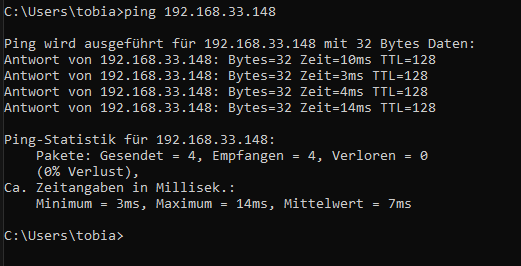 C:\Users\tobia>ping 192.168.33.148
Ping wird ausgeführt für 192.168.33.148 mit 32 Bytes Daten:
Antwort von 192.168.33.148: Bytes=32 Zeit=10ms TTL=128
Antwort von 192.168.33.148: Bytes=32 Zeit=3ms TTL=128
Antwort von 192.168.33.148: Bytes=32 Zeit=4ms TTL=128
Antwort von 192.168.33.148: Bytes=32 Zeit=14ms TTL=128
Ping-Statistik für 192.168.33.148:
    Pakete: Gesendet = 4, Empfangen = 4, Verloren = 0
    (0% Verlust),
Ca. Zeitangaben in Millisek.:
    Minimum = 3ms, Maximum = 14ms, Mittelwert = 7ms
C:\Users\tobia>